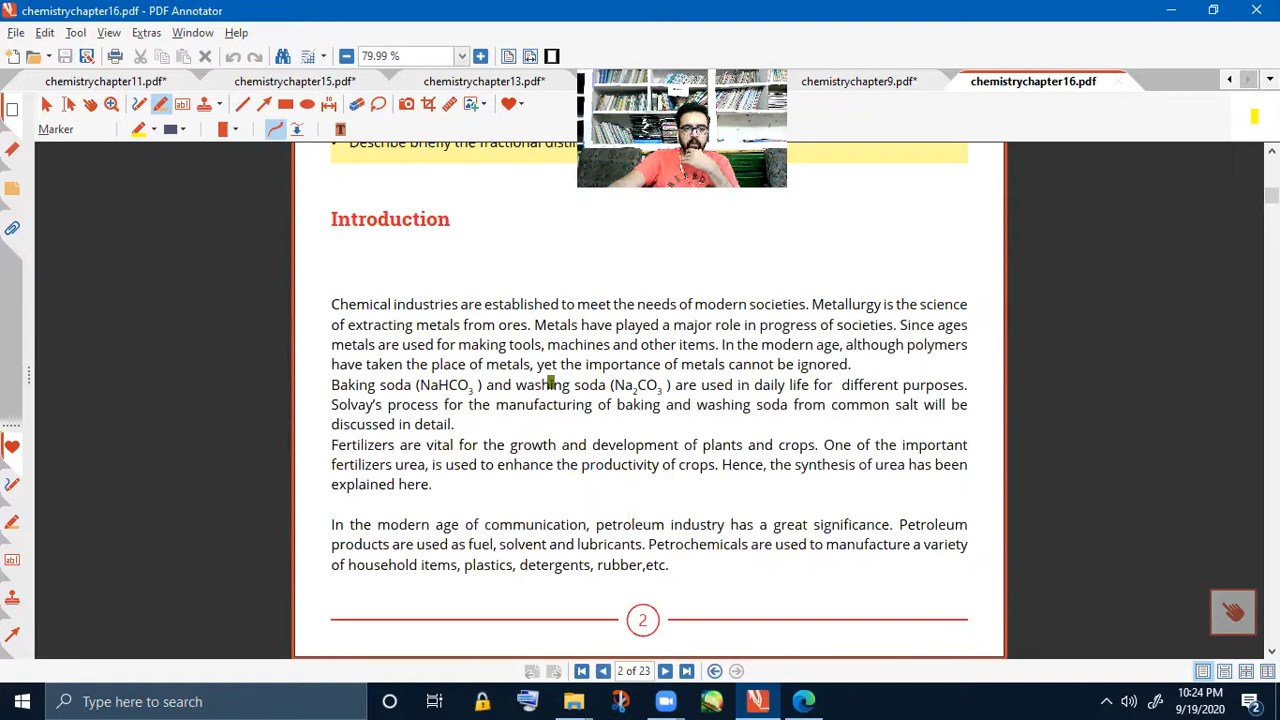 chemistrychapter16.pdf - PDF Annotator
File Edit Tool View Extras Window Help
79.99 %
chemistrychapter11.pdf* chemistrychapter15.pdf* chemistrychapter13.pdf* chemistrychapter9.pdf* chemistrychapter16.pdf
Marker
Describe briefly the fractional
Introduction
Chemical industries are established to meet the needs of modern societies. Metallurgy is the science
of extracting metals from ores. Metals have played a major role in progress of societies. Since ages
metals are used for making tools, machines and other items. In the modern age, although polymers
have taken the place of metals, yet the importance of metals cannot be ignored.
Baking soda (NaHCO3 ) and washing soda (Na2CO3 ) are used in daily life for different purposes.
Solvay's process for the manufacturing of baking and washing soda from common salt will be
discussed in detail.
Fertilizers are vital for the growth and development of plants and crops. One of the important
fertilizers urea, is used to enhance the productivity of crops. Hence, the synthesis of urea has been
explained here.
In the modern age of communication, petroleum industry has a great significance. Petroleum
products are used as fuel, solvent and lubricants. Petrochemicals are used to manufacture a variety
of household items, plastics, detergents, rubber,etc.
2
2 of 23
Type here to search
10:24 PM
9/19/2020
2